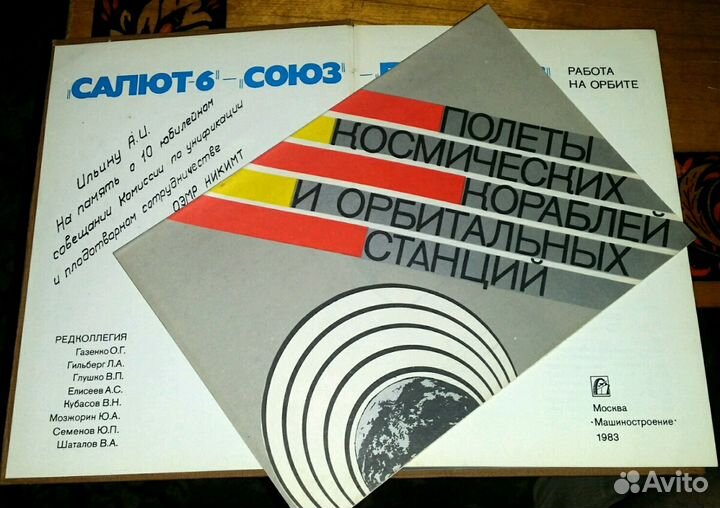 "САЛЮТ-6" – "СОЮЗ" –
РАБОТА
НА ОРБИТЕ
Ильину А.И.
На память о 10 юбилейном
совещании Комиссии по унификации
и плодотворном сотрудничестве
ОЭМР НИКИМТ
ПОЛЕТЫ
КОСМИЧЕСКИХ
КОРАБЛЕЙ
И ОРБИТАЛЬНЫХ
СТАНЦИЙ
РЕДКОЛЛЕГИЯ
Газенко О.Г.
Гильберг Л.А.
Глушко В.П.
Елисеев А.С.
Кубасов В.Н.
Мозжорин Ю.А.
Семенов Ю.П.
Шаталов В.А.
Москва
·Машиностроение·
1983
Avito